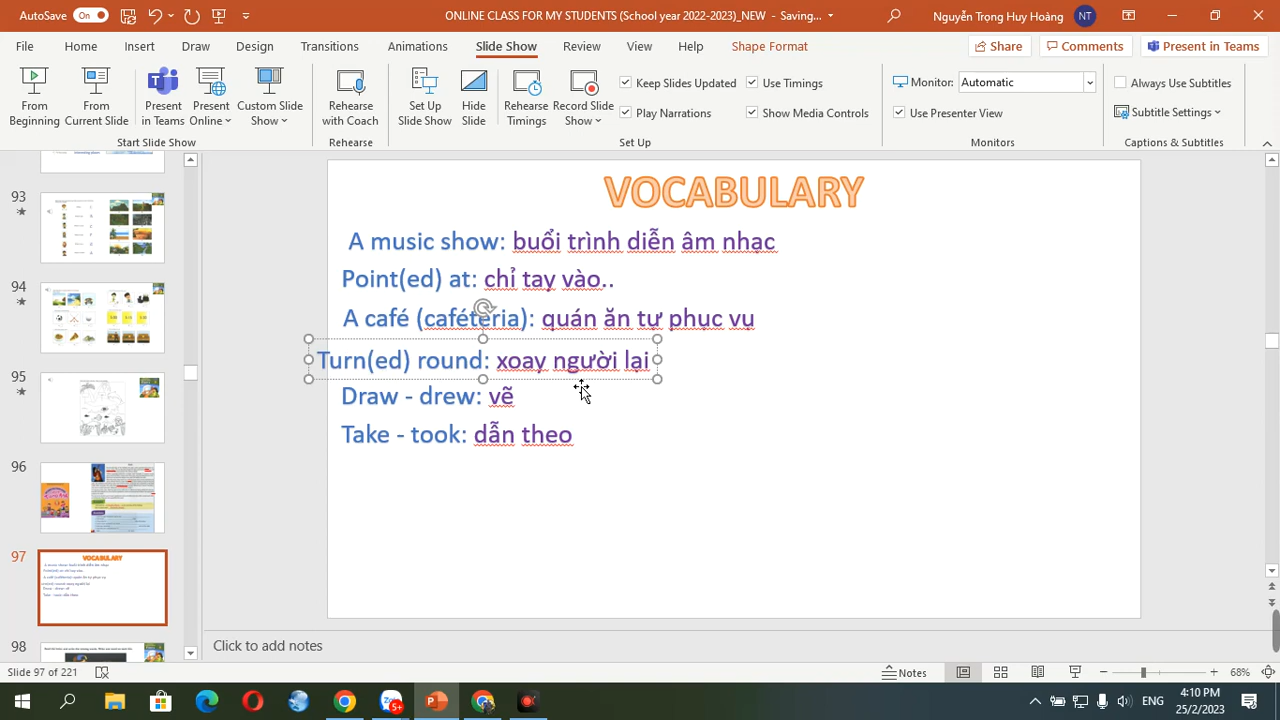 AutoSave On
ONLINE CLASS FOR MY STUDENTS (School year 2022-2023)_NEW - Saving...
Nguyễn Trọng Huy Hoàng NT
File Home Insert Draw Design Transitions Animations Slide Show Review View Help Shape Format Share Comments Present in Teams
From Beginning
From Current Slide
Present in Teams
Present Online
Custom Slide Show
Rehearse with Coach
Set Up Slide Show
Hide Slide
Rehearse Timings
Record Slide Show
Keep Slides Updated
Use Timings
Play Narrations
Show Media Controls
Monitor: Automatic
Use Presenter View
Always Use Subtitles
Subtitle Settings
Start Slide Show Rehearse Set Up Monitors Captions & Subtitles
93
94
95
96
97
98
VOCABULARY
A music show: buổi trình diễn âm nhạc
Point(ed) at: chỉ tay vào..
A café (caféteria): quán ăn tự phục vụ
Turn(ed) round: xoay người lại
Draw - drew: vẽ
Take - took: dẫn theo
Click to add notes
Slide 97 of 221
Notes
68%
5+
ENG
4:10 PM
25/2/2023